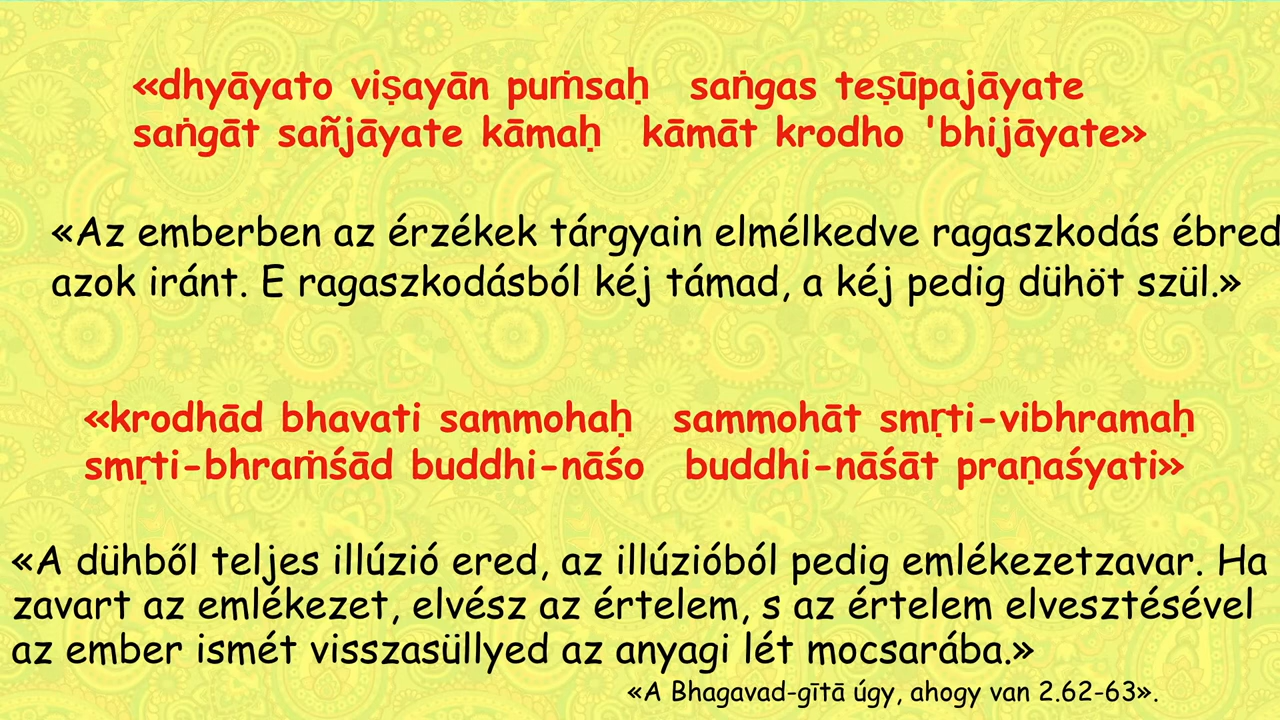 «dhyāyato viṣayān puṁsaḥ saṅgas teṣūpajāyate
saṅgāt sañjāyate kāmaḥ kāmāt krodho 'bhijāyate»
«Az emberben az érzékek tárgyain elmélkedve ragaszkodás ébred
azok iránt. E ragaszkodásból kéj támad, a kéj pedig dühöt szül.»
«krodhād bhavati sammohaḥ sammohāt smṛti-vibhramaḥ
smṛti-bhraṁśād buddhi-nāśo buddhi-nāśāt praṇaśyati»
«A dühből teljes illúzió ered, az illúzióból pedig emlékezetzavar. Ha
zavart az emlékezet, elvész az értelem, s az értelem elvesztésével
az ember ismét visszasüllyed az anyagi lét mocsarába.»
«A Bhagavad-gītā úgy, ahogy van 2.62-63».